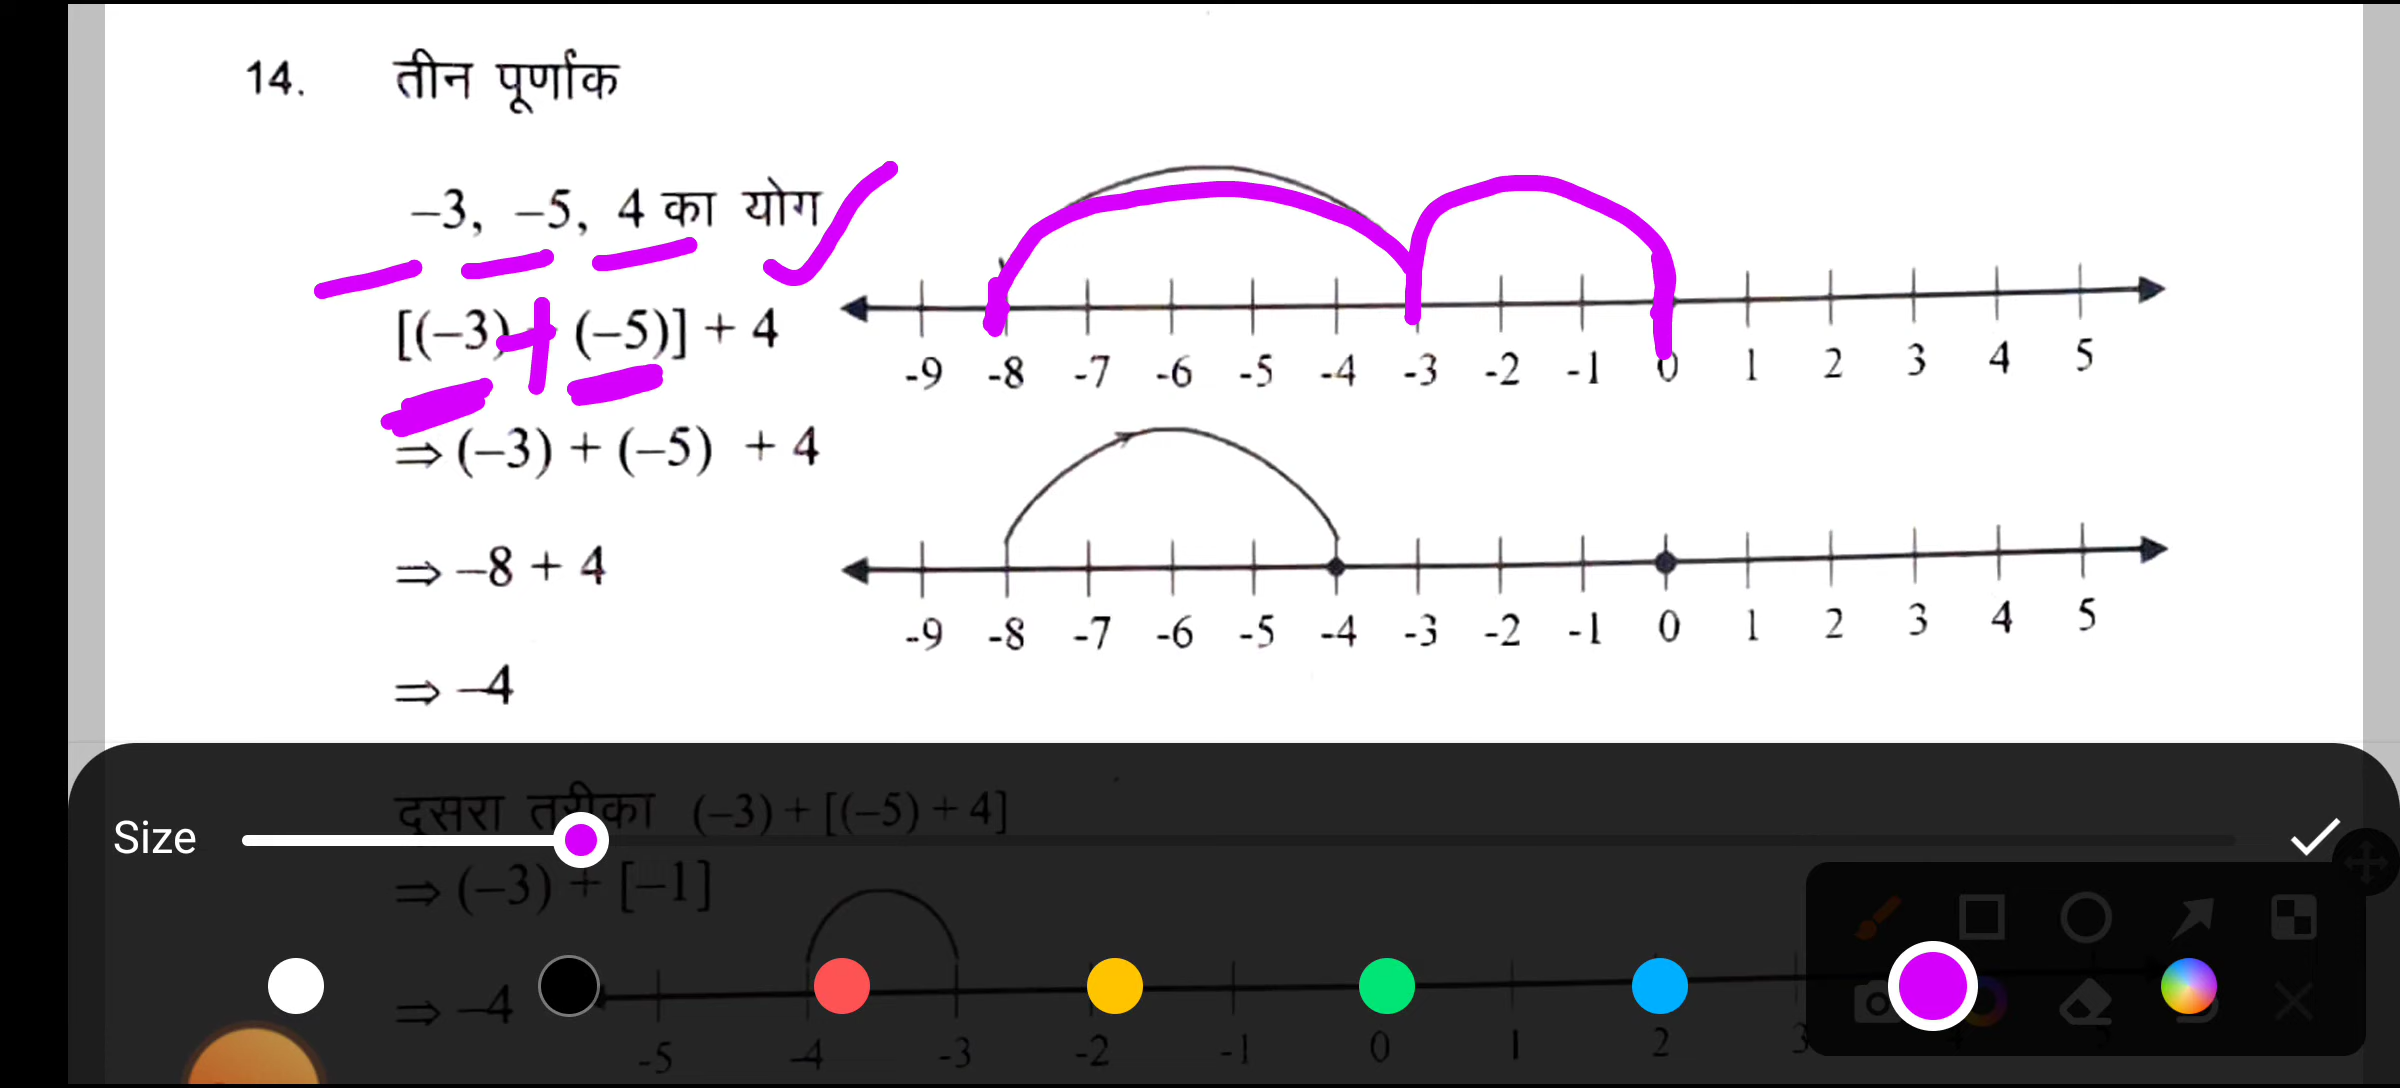 14. तीन पूर्णाक
–3, –5, 4 का योग
[(–3) + (–5)] + 4
-9 -8 -7 -6 -5 -4 -3 -2 -1 0 1 2 3 4 5
⇒ (–3) + (–5) + 4
⇒ –8 + 4
-9 -8 -7 -6 -5 -4 -3 -2 -1 0 1 2 3 4 5
⇒ –4
दूसरा तरीका (–3) + [(–5) + 4]
Size
⇒ (–3) + [–1]
⇒ –4
-5 -4 -3 -2 -1 0 1 2 3